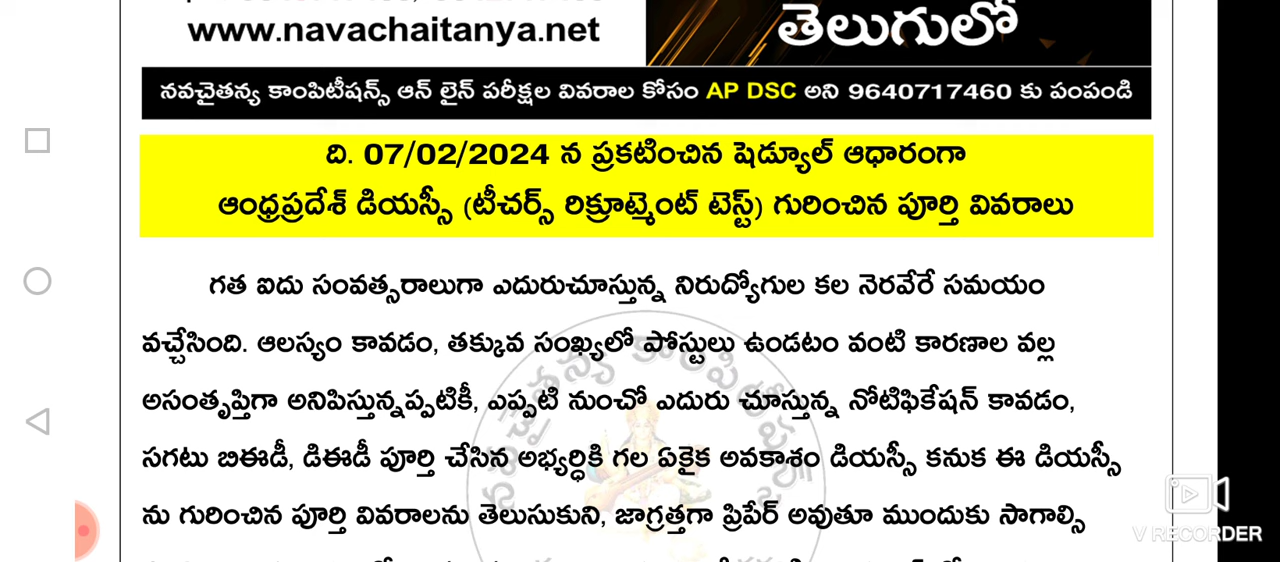 www.navachaitanya.net
తెలుగులో
నవచైతన్య కాంపిటీషన్స్ ఆన్ లైన్ పరీక్షల వివరాల కోసం AP DSC అని 9640717460 కు పంపండి
ది. 07/02/2024 న ప్రకటించిన షెడ్యూల్ ఆధారంగా
ఆంధ్రప్రదేశ్ డియస్సీ (టీచర్స్ రిక్రూట్మెంట్ టెస్ట్) గురించిన పూర్తి వివరాలు
గత ఐదు సంవత్సరాలుగా ఎదురుచూస్తున్న నిరుద్యోగుల కల నెరవేరే సమయం
వచ్చేసింది. ఆలస్యం కావడం, తక్కువ సంఖ్యలో పోస్టులు ఉండటం వంటి కారణాల వల్ల
అసంతృప్తిగా అనిపిస్తున్నప్పటికీ, ఎప్పటి నుంచో ఎదురు చూస్తున్న నోటిఫికేషన్ కావడం,
సగటు బిఈడీ, డిఈడీ పూర్తి చేసిన అభ్యర్ధికి గల ఏకైక అవకాశం డియస్సీ కనుక ఈ డియస్సీ
ను గురించిన పూర్తి వివరాలను తెలుసుకుని, జాగ్రత్తగా ప్రిపేర్ అవుతూ ముందుకు సాగాల్సి
నవచైతన్య కాంపిటీషన్స్
V RECORDER